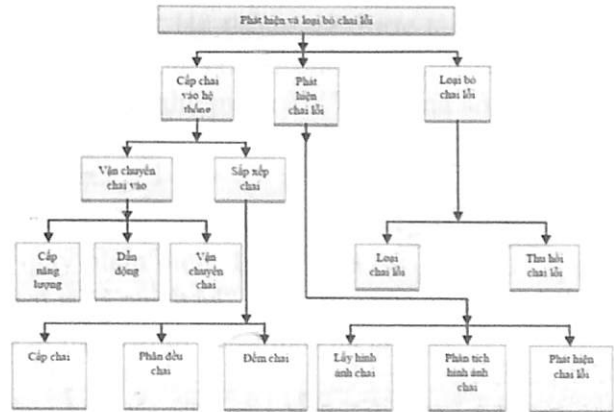 Phát hiện và loại bỏ chai lỗi
Cấp chai
vào hệ
thống
Phát
hiện
chai lỗi
Loại bỏ
chai lỗi
Vận chuyển
chai vào
Sắp xếp
chai
Cấp
năng
lượng
Dẫn
động
Vận
chuyển
chai
Loại
chai lỗi
Thu hồi
chai lỗi
Cấp chai
Phân đều
chai
Đếm chai
Lấy hình
ảnh chai
Phân tích
hình ảnh
chai
Phát hiện
chai lỗi